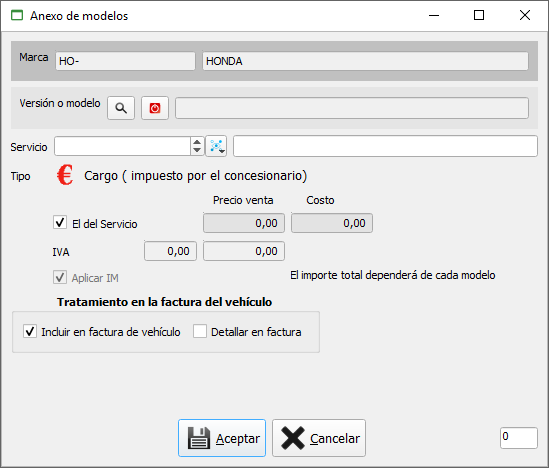 Anexo de modelos
Marca HO- HONDA
Versión o modelo
Servicio
Tipo € Cargo ( impuesto por el concesionario)
Precio venta Costo
El del Servicio 0,00 0,00
IVA 0,00 0,00
Aplicar IM El importe total dependerá de cada modelo
Tratamiento en la factura del vehículo
Incluir en factura de vehículo Detallar en factura
Aceptar Cancelar 0